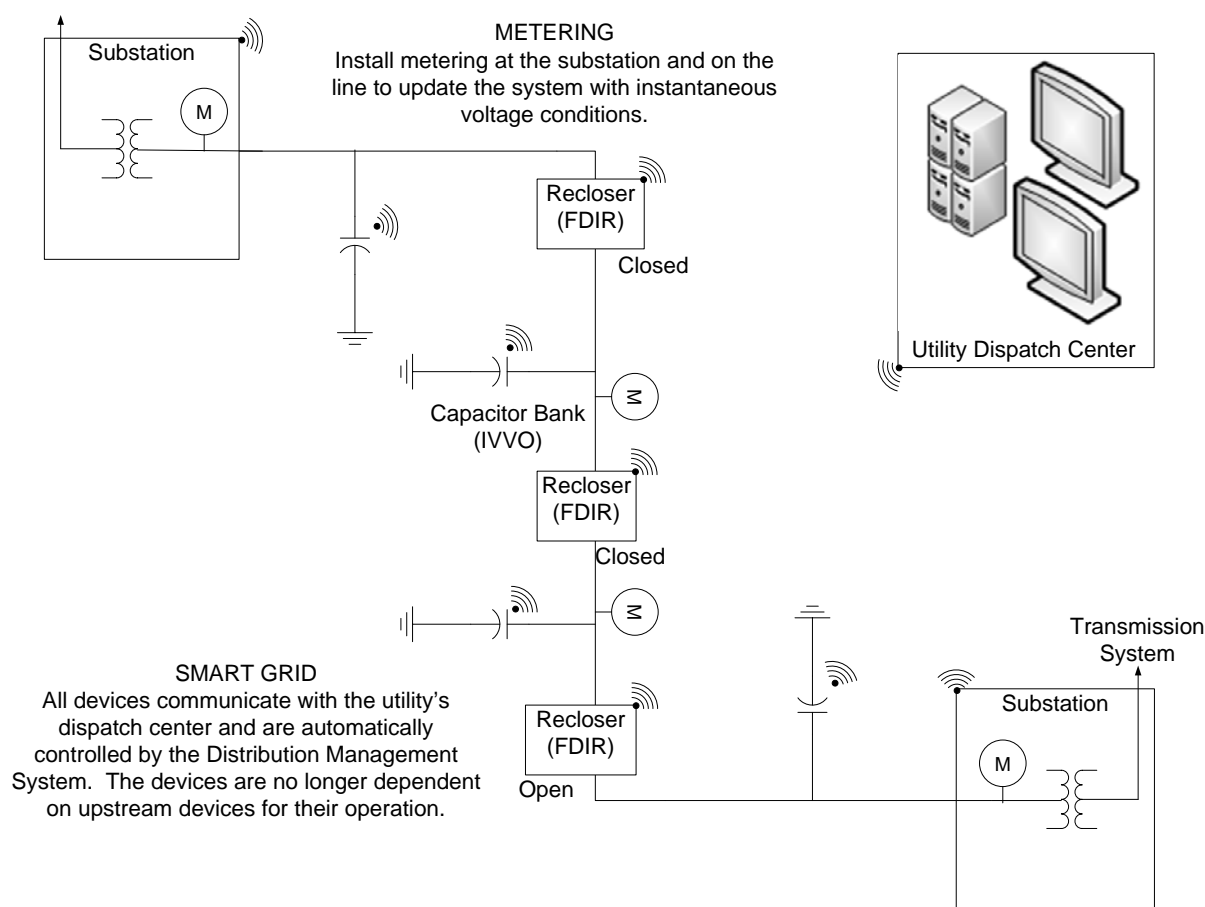 Substation
M
METERING
Install metering at the substation and on the
line to update the system with instantaneous
voltage conditions.
Recloser
(FDIR)
Closed
Utility Dispatch Center
Capacitor Bank
(IVVO)
M
Recloser
(FDIR)
Closed
M
SMART GRID
All devices communicate with the utility's
dispatch center and are automatically
controlled by the Distribution Management
System.  The devices are no longer dependent
on upstream devices for their operation.
Recloser
(FDIR)
Open
Transmission
System
Substation
M